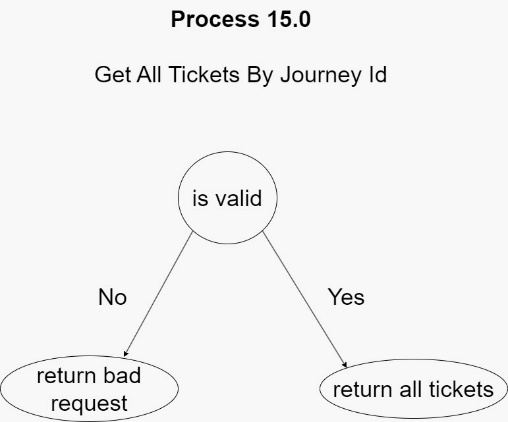 Process 15.0
Get All Tickets By Journey Id
is valid
No
Yes
return bad
request
return all tickets